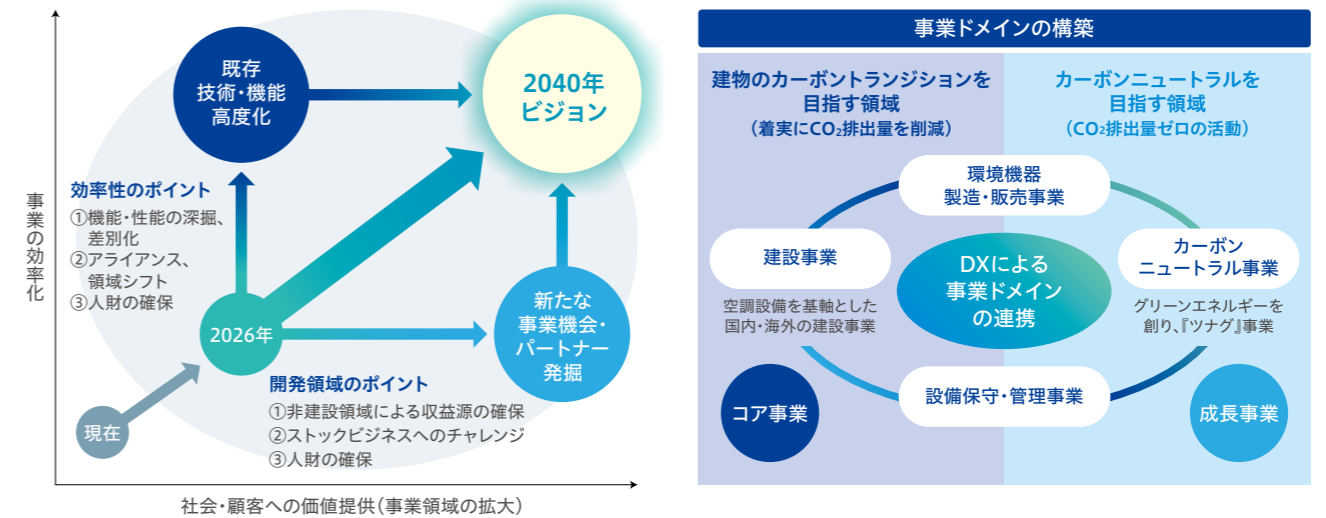 既存
技術・機能
高度化
2040年
ビジョン
効率性のポイント
①機能・性能の深掘、
差別化
②アライアンス、
領域シフト
③人財の確保
事業の効率化
2026年
新たな
事業機会・
パートナー
発掘
開発領域のポイント
①非建設領域による収益源の確保
②ストックビジネスへのチャレンジ
③人財の確保
現在
社会・顧客への価値提供（事業領域の拡大）
事業ドメインの構築
建物のカーボントランジションを
目指す領域
（着実にCO₂排出量を削減）
カーボンニュートラルを
目指す領域
（CO₂排出量ゼロの活動）
環境機器
製造・販売事業
建設事業
空調設備を基軸とした
国内・海外の建設事業
DXによる
事業ドメイン
の連携
カーボン
ニュートラル事業
グリーンエネルギーを
創り、『ツナグ』事業
設備保守・管理事業
コア事業
成長事業